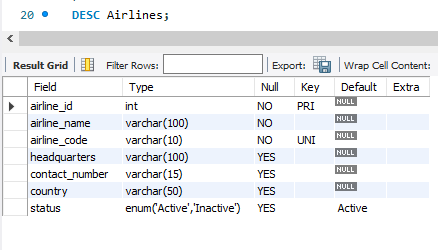 20 DESC Airlines;
Result Grid Filter Rows: Export: Wrap Cell Content:
Field Type Null Key Default Extra
airline_id int NO PRI NULL
airline_name varchar(100) NO NULL
airline_code varchar(10) NO UNI NULL
headquarters varchar(100) YES NULL
contact_number varchar(15) YES NULL
country varchar(50) YES NULL
status enum('Active','Inactive') YES Active